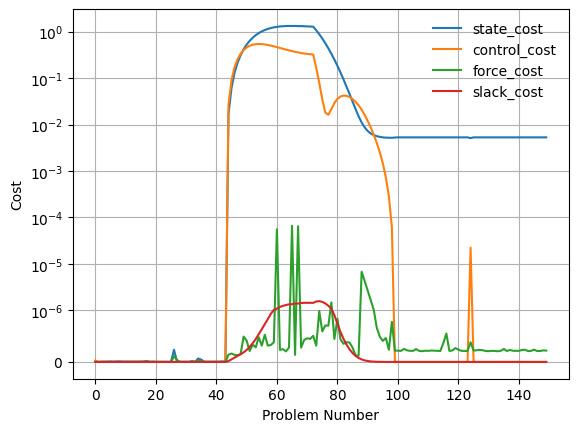 state_cost
control_cost
force_cost
slack_cost
10⁰
10⁻¹
10⁻²
10⁻³
10⁻⁴
10⁻⁵
10⁻⁶
0
Cost
0 20 40 60 80 100 120 140
Problem Number